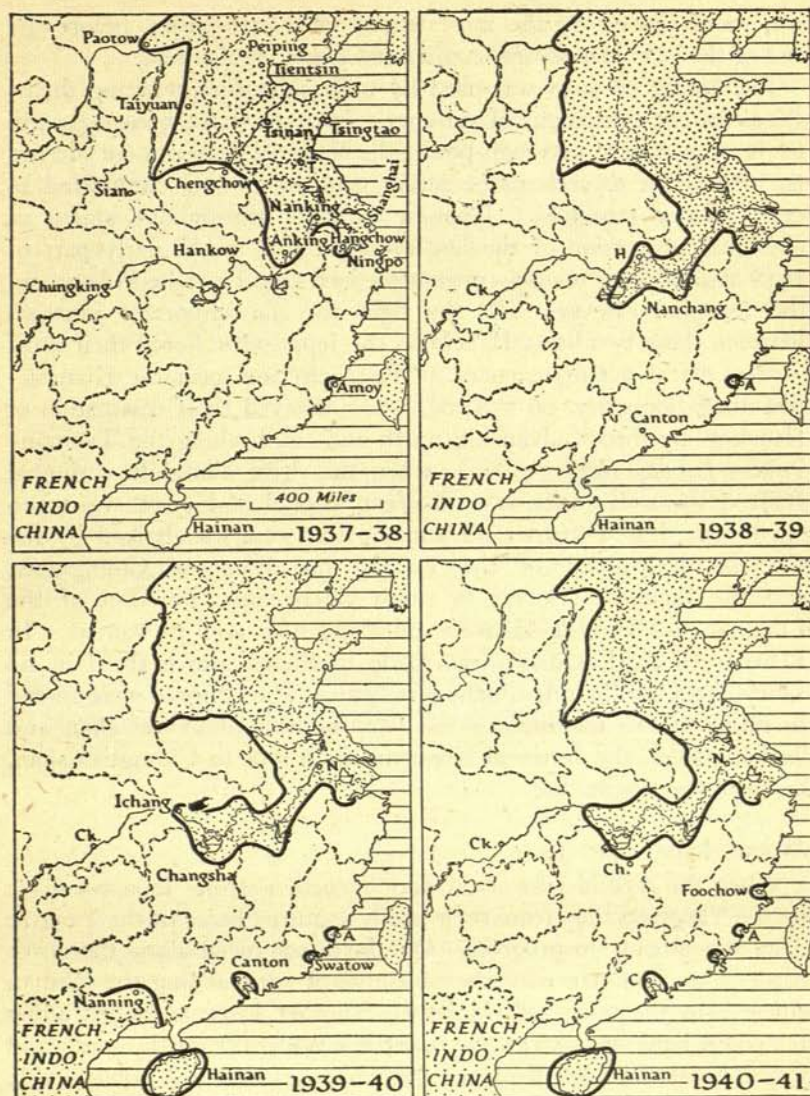 Paotow
Peiping
Tientsin
Taiyuan
Tsinan
Tsingtao
T
Sian
Chengchow
Shanghai
Nanking
Hankow
Anking
Hangchow
Ningpo
Chungking
Amoy
FRENCH
INDO
CHINA
400 Miles
Hainan
1937-38
N
H
Ck.
Nanchang
A
Canton
FRENCH
INDO
CHINA
Hainan
1938-39
N
Ichang
Ck.
Changsha
A
Canton
Swatow
Nanning
FRENCH
INDO
CHINA
Hainan
1939-40
N
Ck.
Ch.
Foochow
A
S
C
FRENCH
INDO
CHINA
Hainan
1940-41